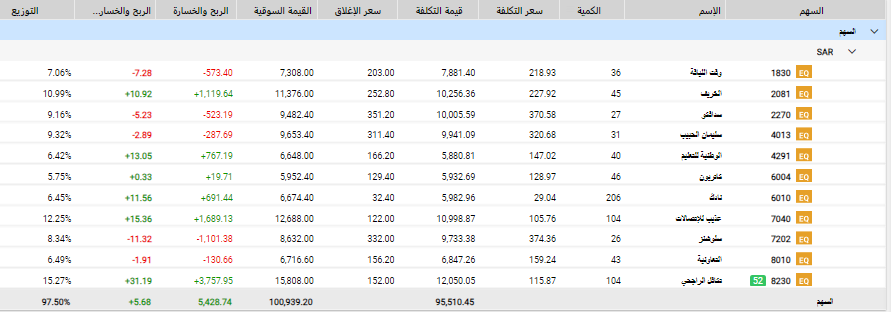 السهم الإسم الكمية سعر التكلفة قيمة التكلفة سعر الإغلاق القيمة السوقية الربح والخسارة الربح والخسار... التوزيع
السهم
SAR
EQ 1830 وقت اللياقة 36 218.93 7,881.40 203.00 7,308.00 -573.40 -7.28 7.06%
EQ 2081 الخريف 45 227.92 10,256.36 252.80 11,376.00 +1,119.64 +10.92 10.99%
EQ 2270 سدافكو 27 370.58 10,005.59 351.20 9,482.40 -523.19 -5.23 9.16%
EQ 4013 سليمان الحبيب 31 320.68 9,941.09 311.40 9,653.40 -287.69 -2.89 9.32%
EQ 4291 الوطنية للتعليم 40 147.02 5,880.81 166.20 6,648.00 +767.19 +13.05 6.42%
EQ 6004 كاتريون 46 128.97 5,932.69 129.40 5,952.40 +19.71 +0.33 5.75%
EQ 6010 نادك 206 29.04 5,982.96 32.40 6,674.40 +691.44 +11.56 6.45%
EQ 7040 عذيب للإتصالات 104 105.76 10,998.87 122.00 12,688.00 +1,689.13 +15.36 12.25%
EQ 7202 سلوشنز 26 374.36 9,733.38 332.00 8,632.00 -1,101.38 -11.32 8.34%
EQ 8010 التعاونية 43 159.24 6,847.26 156.20 6,716.60 -130.66 -1.91 6.49%
EQ 8230 52 تكافل الراجحي 104 115.87 12,050.05 152.00 15,808.00 +3,757.95 +31.19 15.27%
السهم 95,510.45 100,939.20 5,428.74 +5.68 97.50%